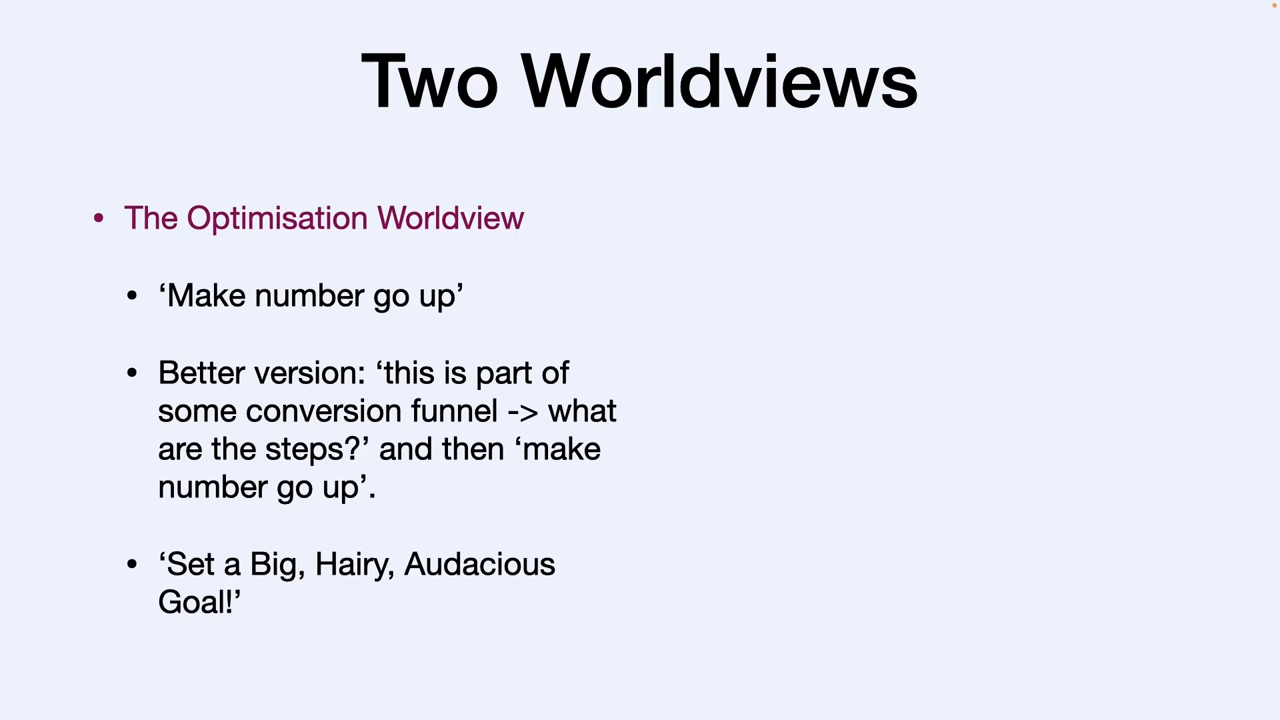 Two Worldviews
• The Optimisation Worldview
• ‘Make number go up’
• Better version: ‘this is part of
some conversion funnel -> what
are the steps?’ and then ‘make
number go up’.
• ‘Set a Big, Hairy, Audacious
Goal!’